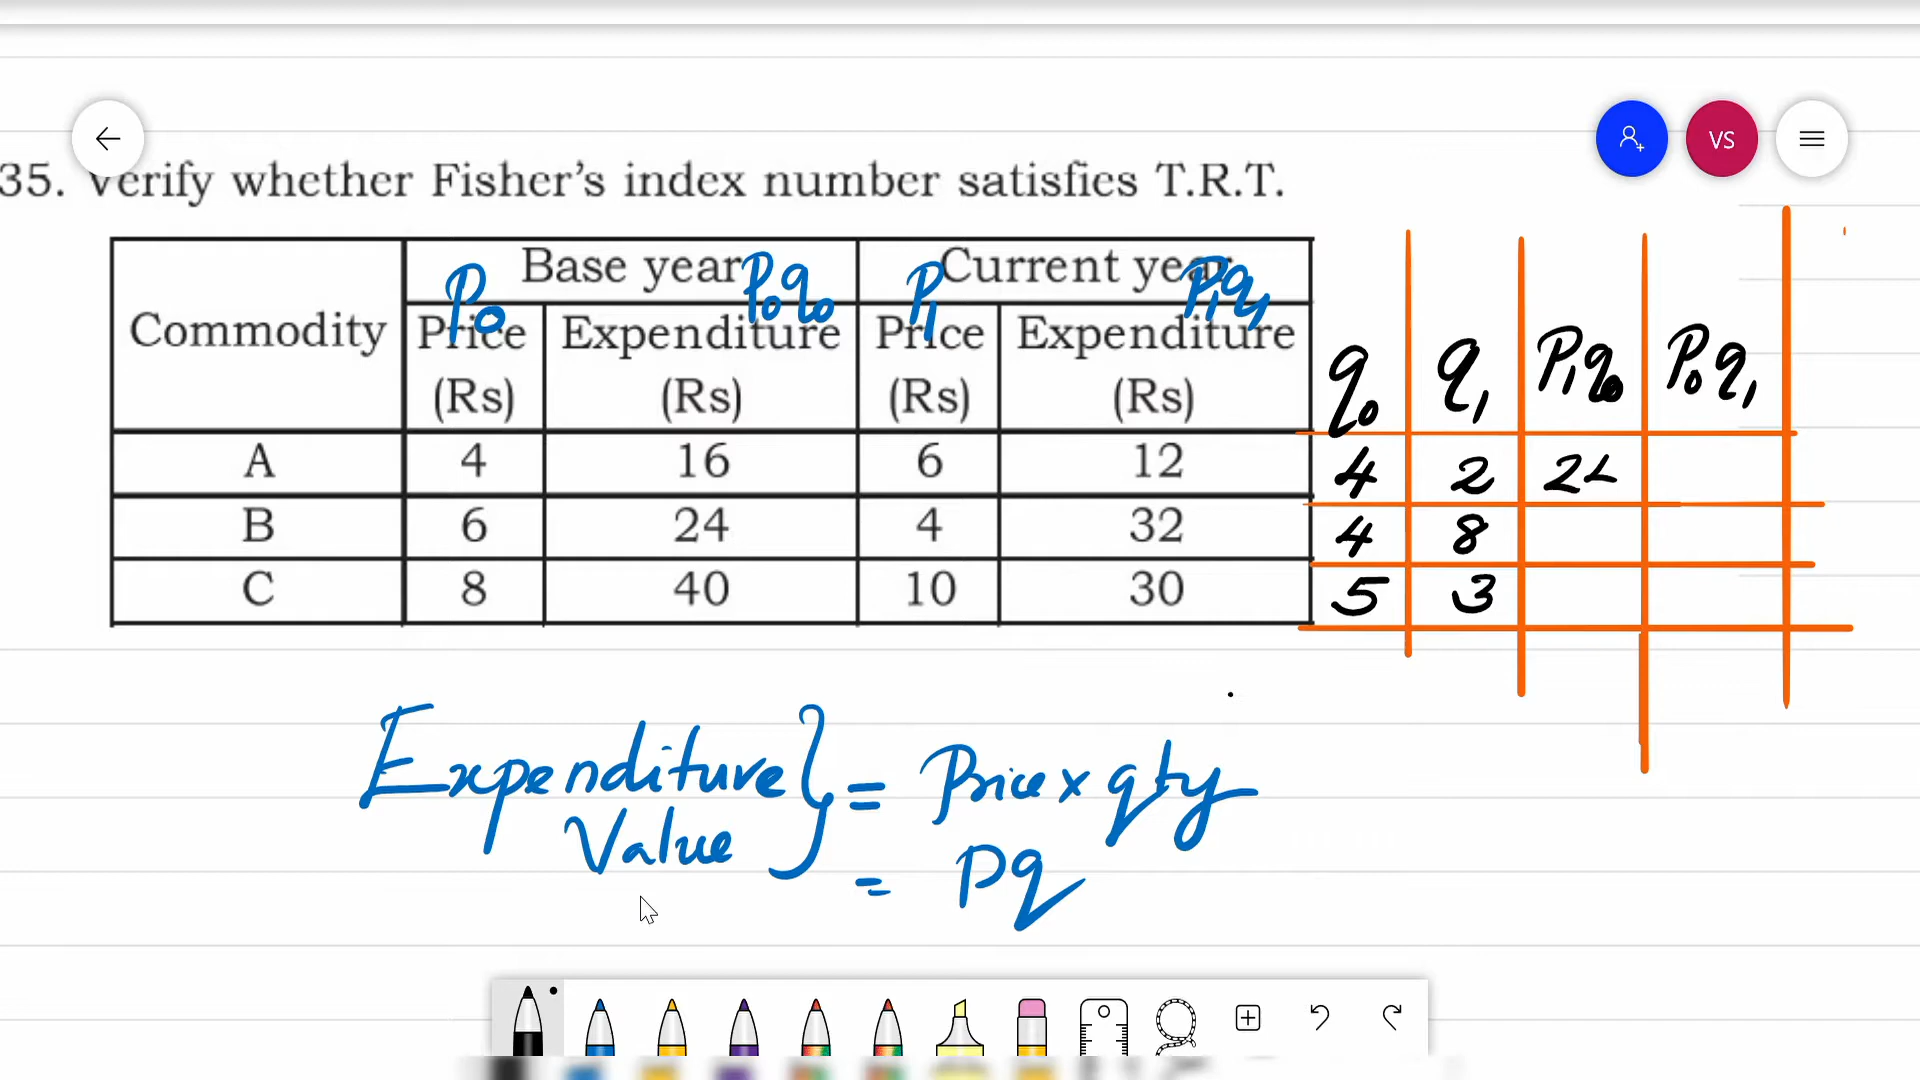 VS
35. Verify whether Fisher's index number satisfies T.R.T.
Commodity Base year Current year
P₀ P₀q₀ P₁ P₁q₁
Price (Rs) Expenditure (Rs) Price (Rs) Expenditure (Rs) q₀ q₁ P₁q₀ P₀q₁
A 4 16 6 12 4 2 24
B 6 24 4 32 4 8
C 8 40 10 30 5 3
Expenditure } = Price x qty
Value
= Pq